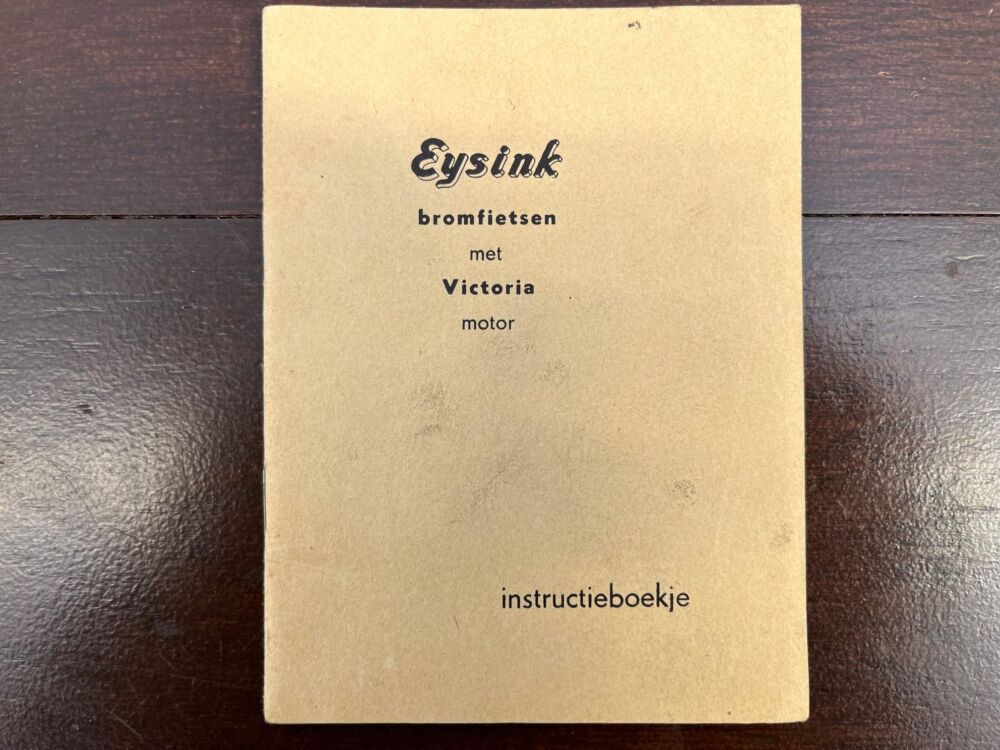 Eysink
bromfietsen
met
Victoria
motor
instructieboekje